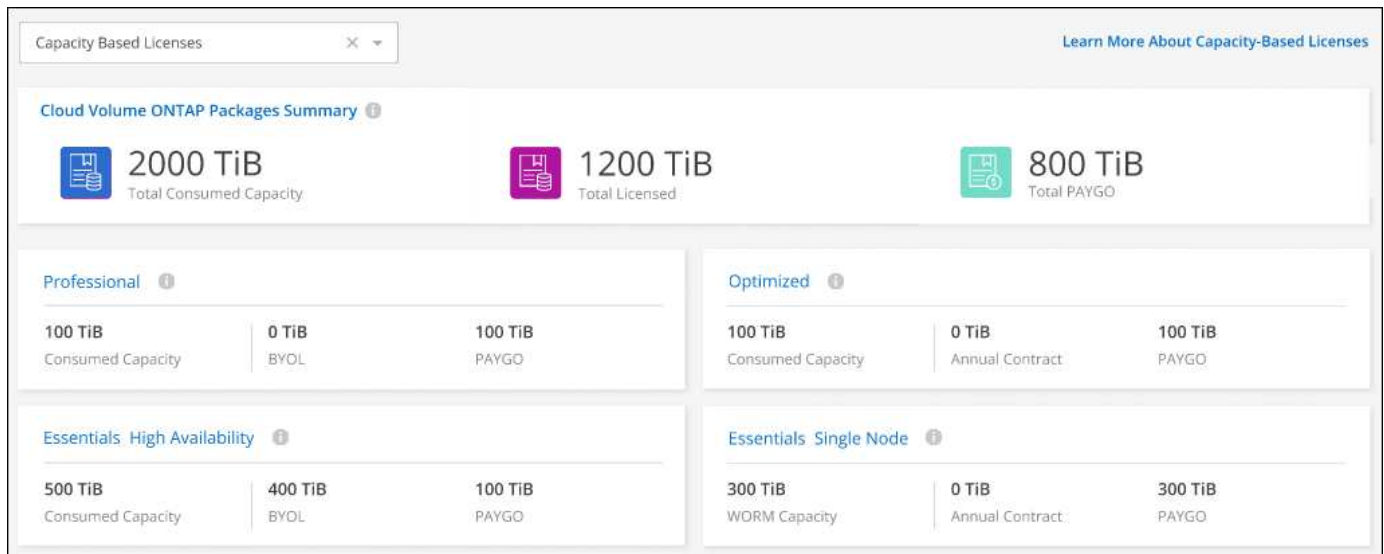 Capacity Based Licenses
Learn More About Capacity-Based Licenses
Cloud Volume ONTAP Packages Summary
2000 TiB
Total Consumed Capacity
1200 TiB
Total Licensed
800 TiB
Total PAYGO
Professional
100 TiB
Consumed Capacity
0 TiB
BYOL
100 TiB
PAYGO
Optimized
100 TiB
Consumed Capacity
0 TiB
Annual Contract
100 TiB
PAYGO
Essentials High Availability
500 TiB
Consumed Capacity
400 TiB
BYOL
100 TiB
PAYGO
Essentials Single Node
300 TiB
WORM Capacity
0 TiB
Annual Contract
300 TiB
PAYGO